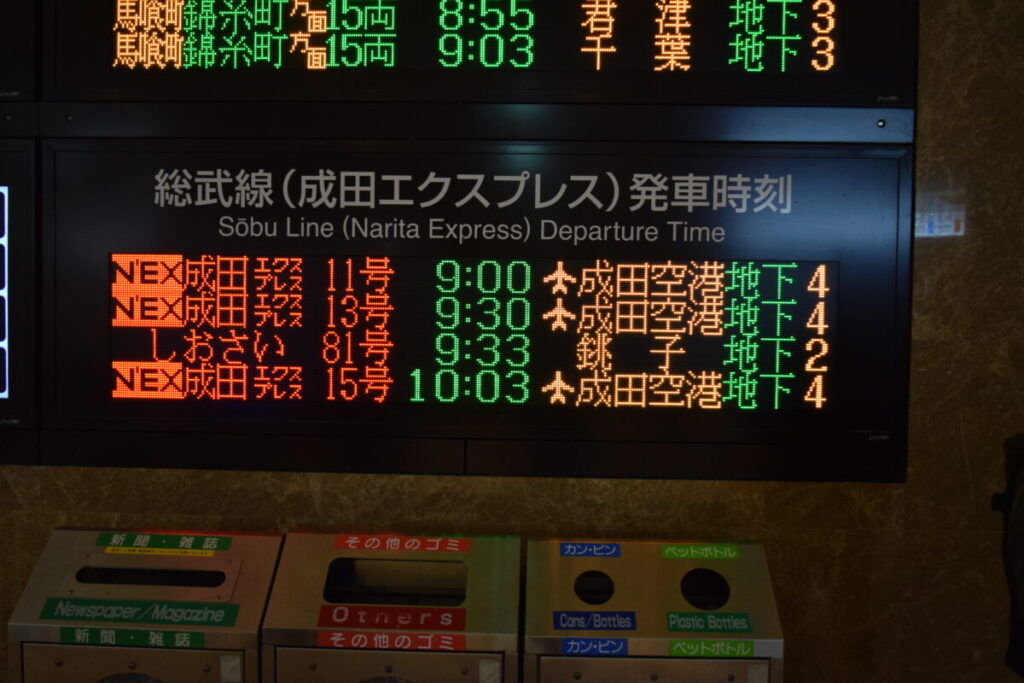 馬喰町錦糸町方面15両 8:55 君津 地下3
馬喰町錦糸町方面15両 9:03 千葉 地下3
総武線(成田エクスプレス)発車時刻
Sōbu Line (Narita Express) Departure Time
N'EX 成田エクスプレス 11号 9:00 成田空港 地下4
N'EX 成田エクスプレス 13号 9:30 成田空港 地下4
しおさい 81号 9:33 銚子 地下2
N'EX 成田エクスプレス 15号 10:03 成田空港 地下4
新聞・雑誌
Newspaper/Magazine
新聞・雑誌
その他のゴミ
Others
その他のゴミ
カン・ビン ペットボトル
Cans/Bottles Plastic Bottles
カン・ビン ペットボトル